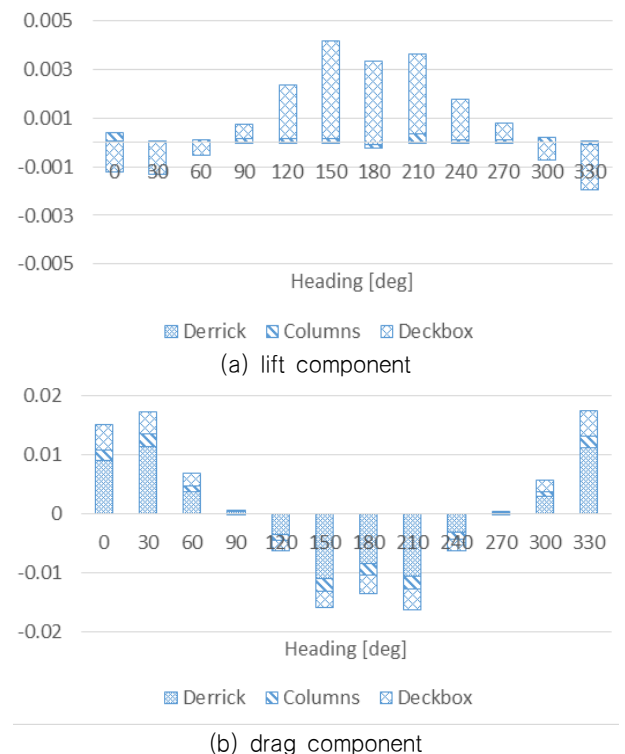 0.005
0.003
0.001
-0.001
0 30 60 90 120 150 180 210 240 270 300 330
-0.003
-0.005
Heading [deg]
Derrick Columns Deckbox
(a) lift component
0.02
0.01
0
0 30 60 90 120 150 180 210 240 270 300 330
-0.01
-0.02
Heading [deg]
Derrick Columns Deckbox
(b) drag component